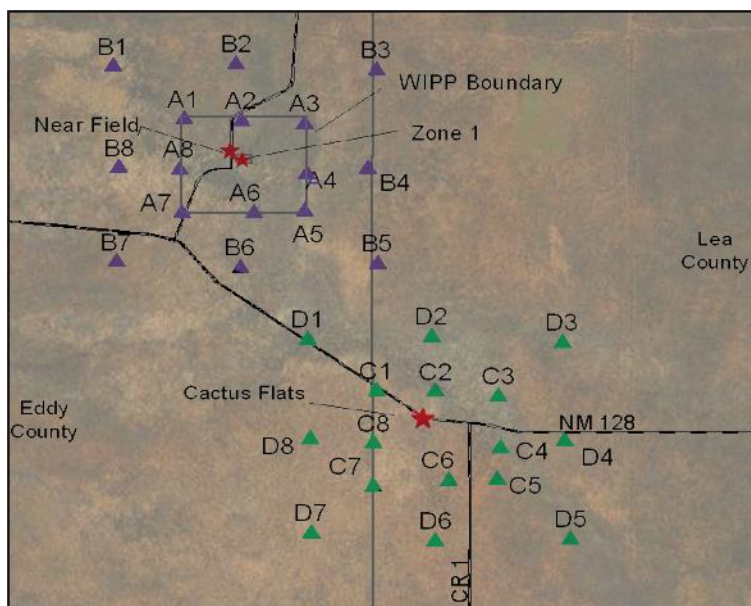 B1
B2
B3
WIPP Boundary
A1
A2
A3
Near Field
Zone 1
B8
A8
A4
B4
A7
A6
A5
B7
B6
B5
Lea
County
D1
D2
D3
C1
C2
C3
Cactus Flats
Eddy
County
NM 128
D8
C8
C4
D4
C7
C6
C5
D7
D6
D5
CR 1